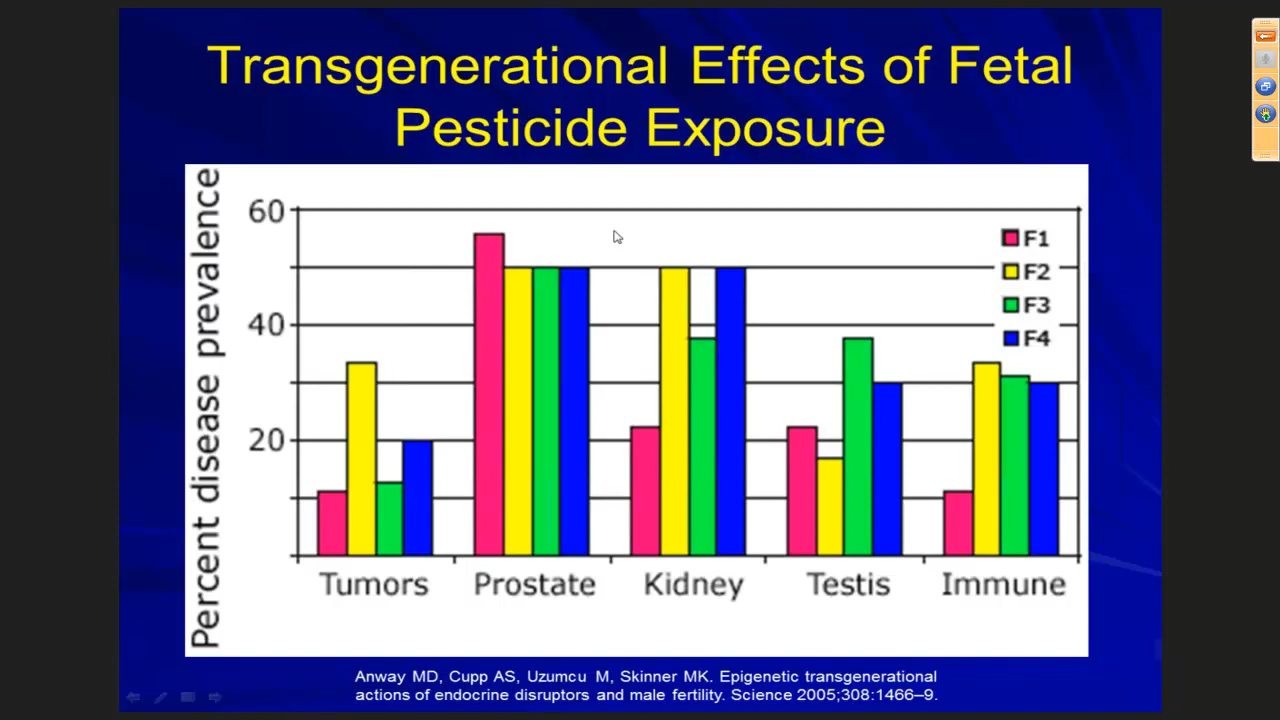 Transgenerational Effects of Fetal
Pesticide Exposure
Percent disease prevalence
60
40
20
F1
F2
F3
F4
Tumors Prostate Kidney Testis Immune
Anway MD, Cupp AS, Uzumcu M, Skinner MK. Epigenetic transgenerational
actions of endocrine disruptors and male fertility. Science 2005;308:1466–9.